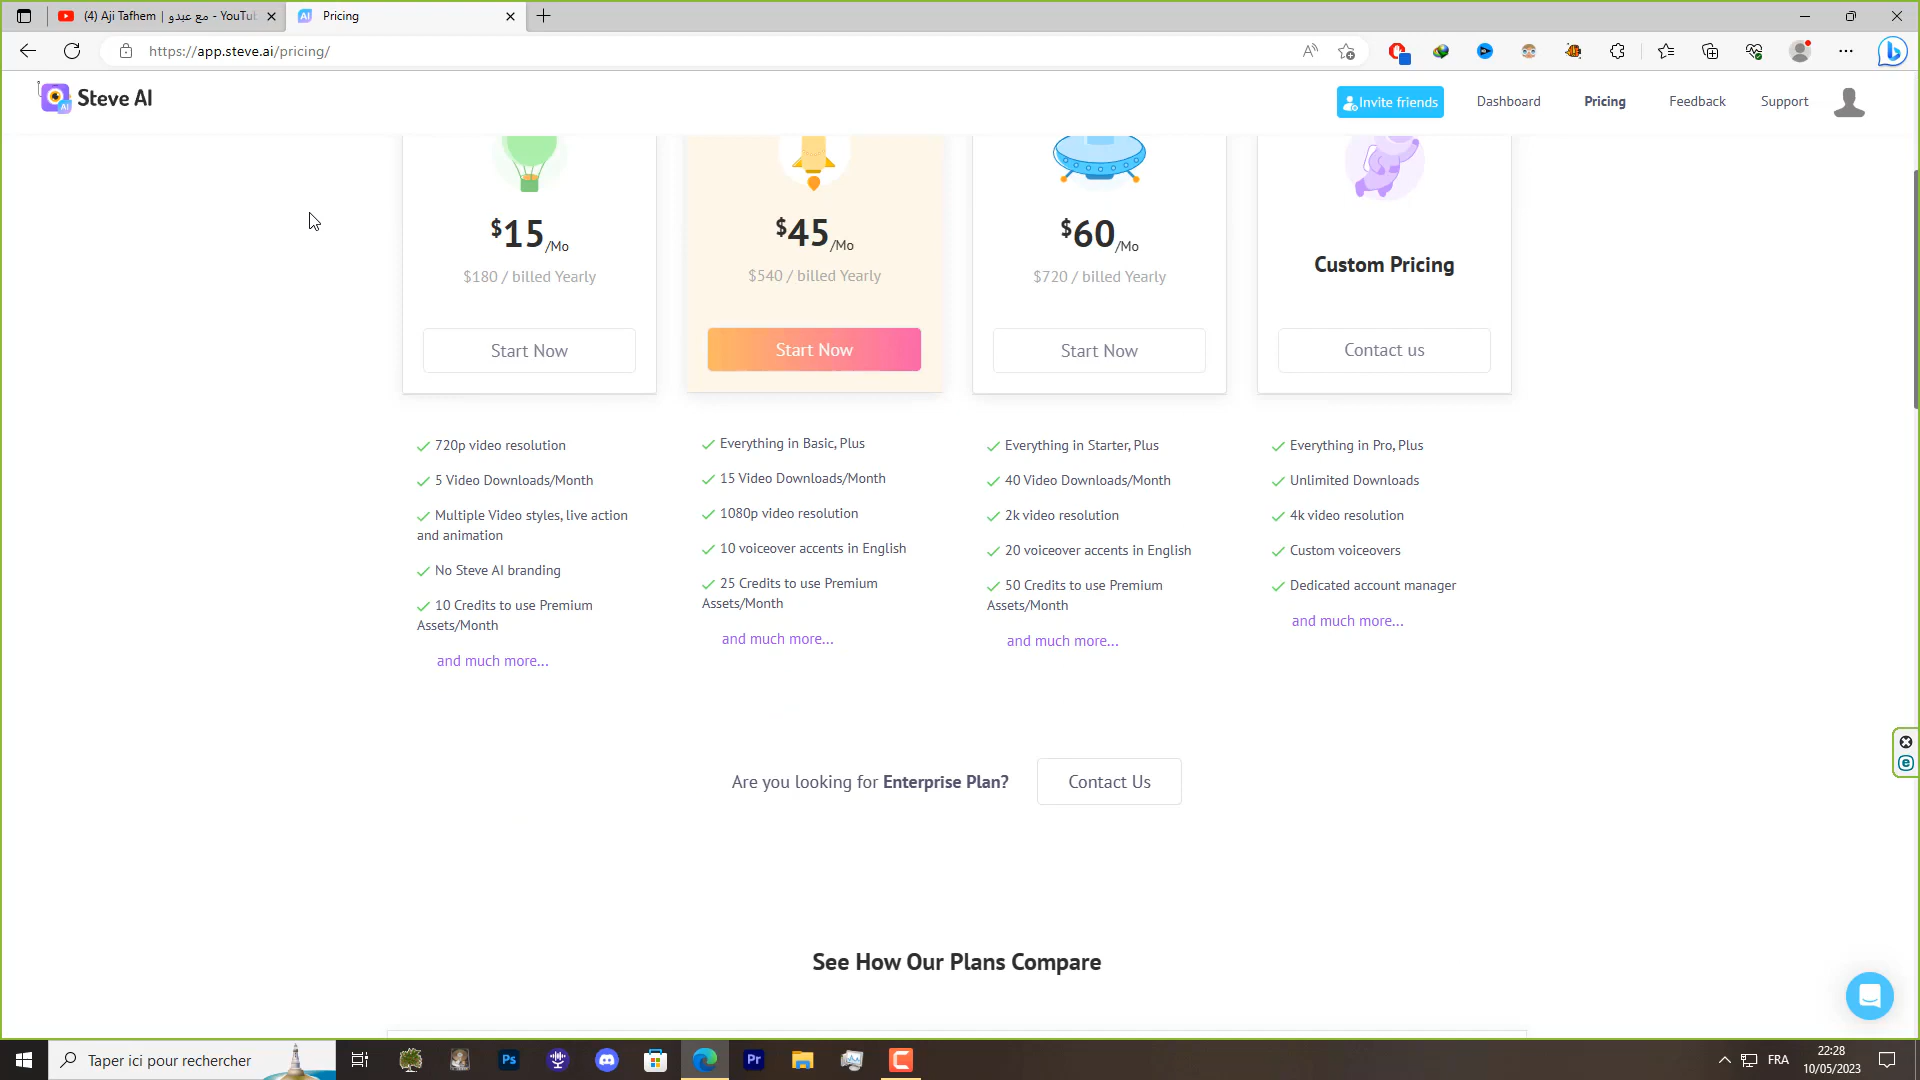 (4) Aji Tafhem | مع عبدو - YouTu
Pricing
https://app.steve.ai/pricing/
Steve AI
Invite friends
Dashboard
Pricing
Feedback
Support
$15/Mo
$180 / billed Yearly
Start Now
$45/Mo
$540 / billed Yearly
Start Now
$60/Mo
$720 / billed Yearly
Start Now
Custom Pricing
Contact us
720p video resolution
5 Video Downloads/Month
Multiple Video styles, live action
and animation
No Steve AI branding
10 Credits to use Premium
Assets/Month
and much more...
Everything in Basic, Plus
15 Video Downloads/Month
1080p video resolution
10 voiceover accents in English
25 Credits to use Premium
Assets/Month
and much more...
Everything in Starter, Plus
40 Video Downloads/Month
2k video resolution
20 voiceover accents in English
50 Credits to use Premium
Assets/Month
and much more...
Everything in Pro, Plus
Unlimited Downloads
4k video resolution
Custom voiceovers
Dedicated account manager
and much more...
Are you looking for Enterprise Plan?
Contact Us
See How Our Plans Compare
Taper ici pour rechercher
Ps
Pr
FRA
22:28
10/05/2023